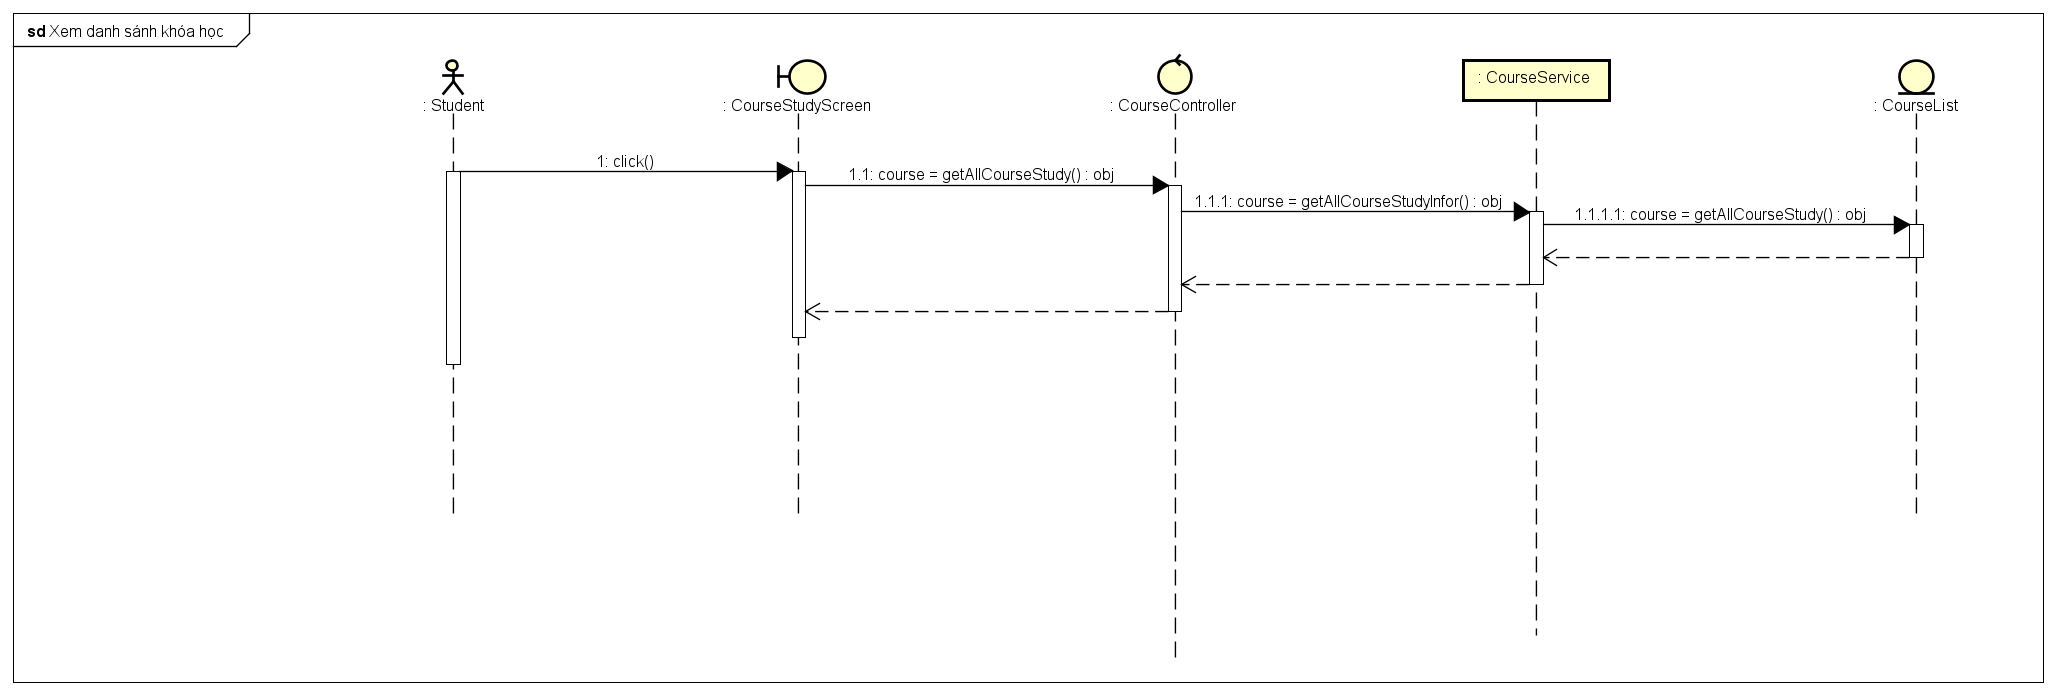 sd Xem danh sánh khóa học
: Student
: CourseStudyScreen
: CourseController
: CourseService
: CourseList
1: click()
1.1: course = getAllCourseStudy() : obj
1.1.1: course = getAllCourseStudyInfor() : obj
1.1.1.1: course = getAllCourseStudy() : obj